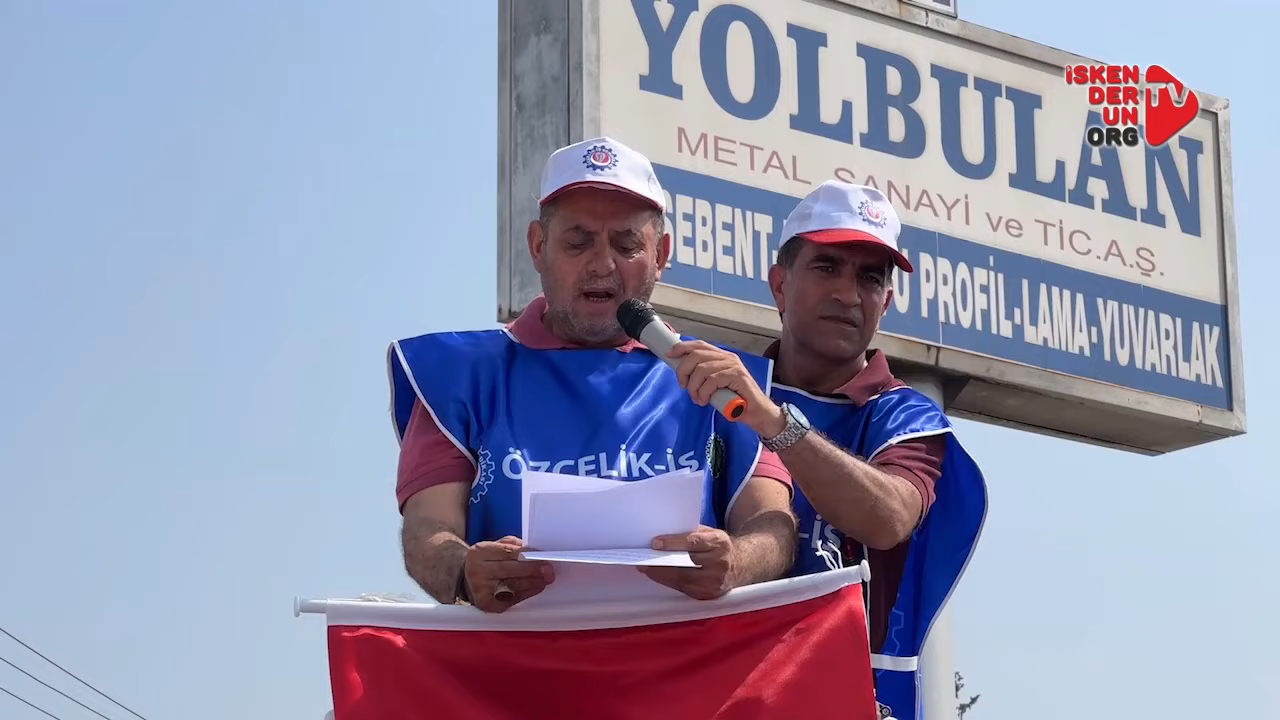 YOLBULAN
METAL SANAYİ ve TİC.A.Ş.
PROFİL-LAMA-YUVARLAK
İSKEN
DER
UN
ORG
TV
ÖZÇELİK-İŞ
-İŞ